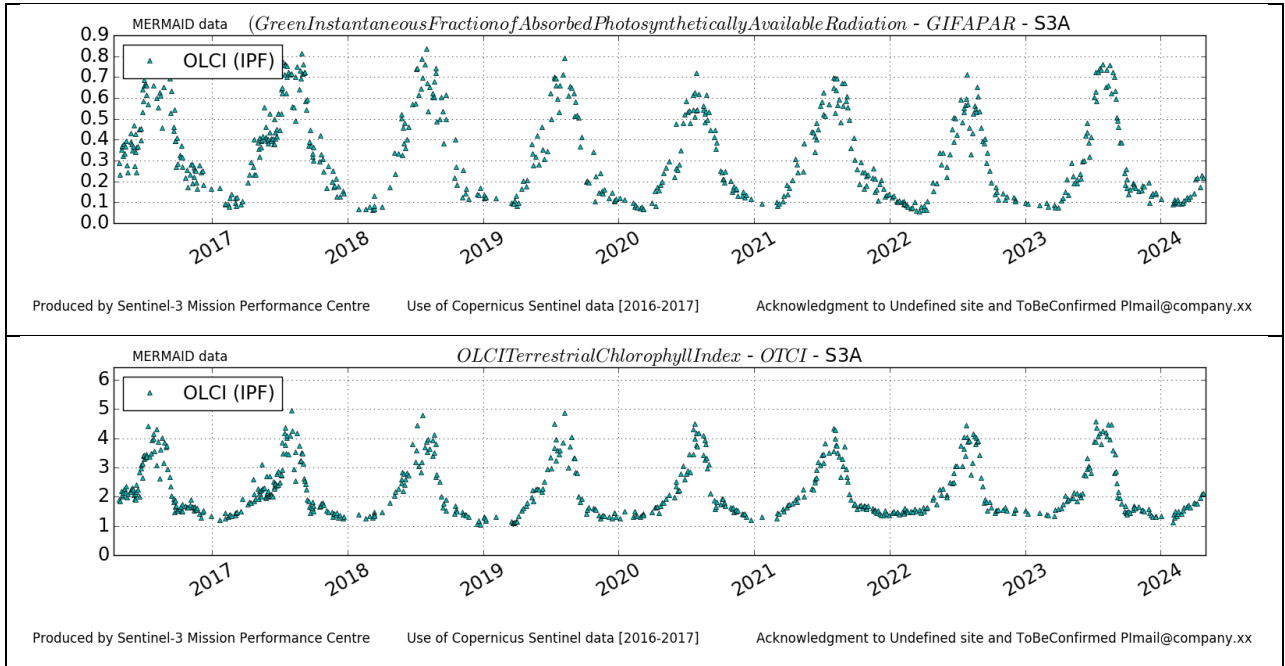 MERMAID data (GreenInstantaneousFractionofAbsorbedPhotosyntheticallyAvailableRadiation - GIFAPAR - S3A
0.9
OLCI (IPF)
0.8
0.7
0.6
0.5
0.4
0.3
0.2
0.1
0.0
2017 2018 2019 2020 2021 2022 2023 2024
Produced by Sentinel-3 Mission Performance Centre Use of Copernicus Sentinel data [2016-2017] Acknowledgment to Undefined site and ToBeConfirmed PImail@company.xx
MERMAID data OLCITerrestrialChlorophyllIndex - OTCI - S3A
6
OLCI (IPF)
5
4
3
2
1
0
2017 2018 2019 2020 2021 2022 2023 2024
Produced by Sentinel-3 Mission Performance Centre Use of Copernicus Sentinel data [2016-2017] Acknowledgment to Undefined site and ToBeConfirmed PImail@company.xx